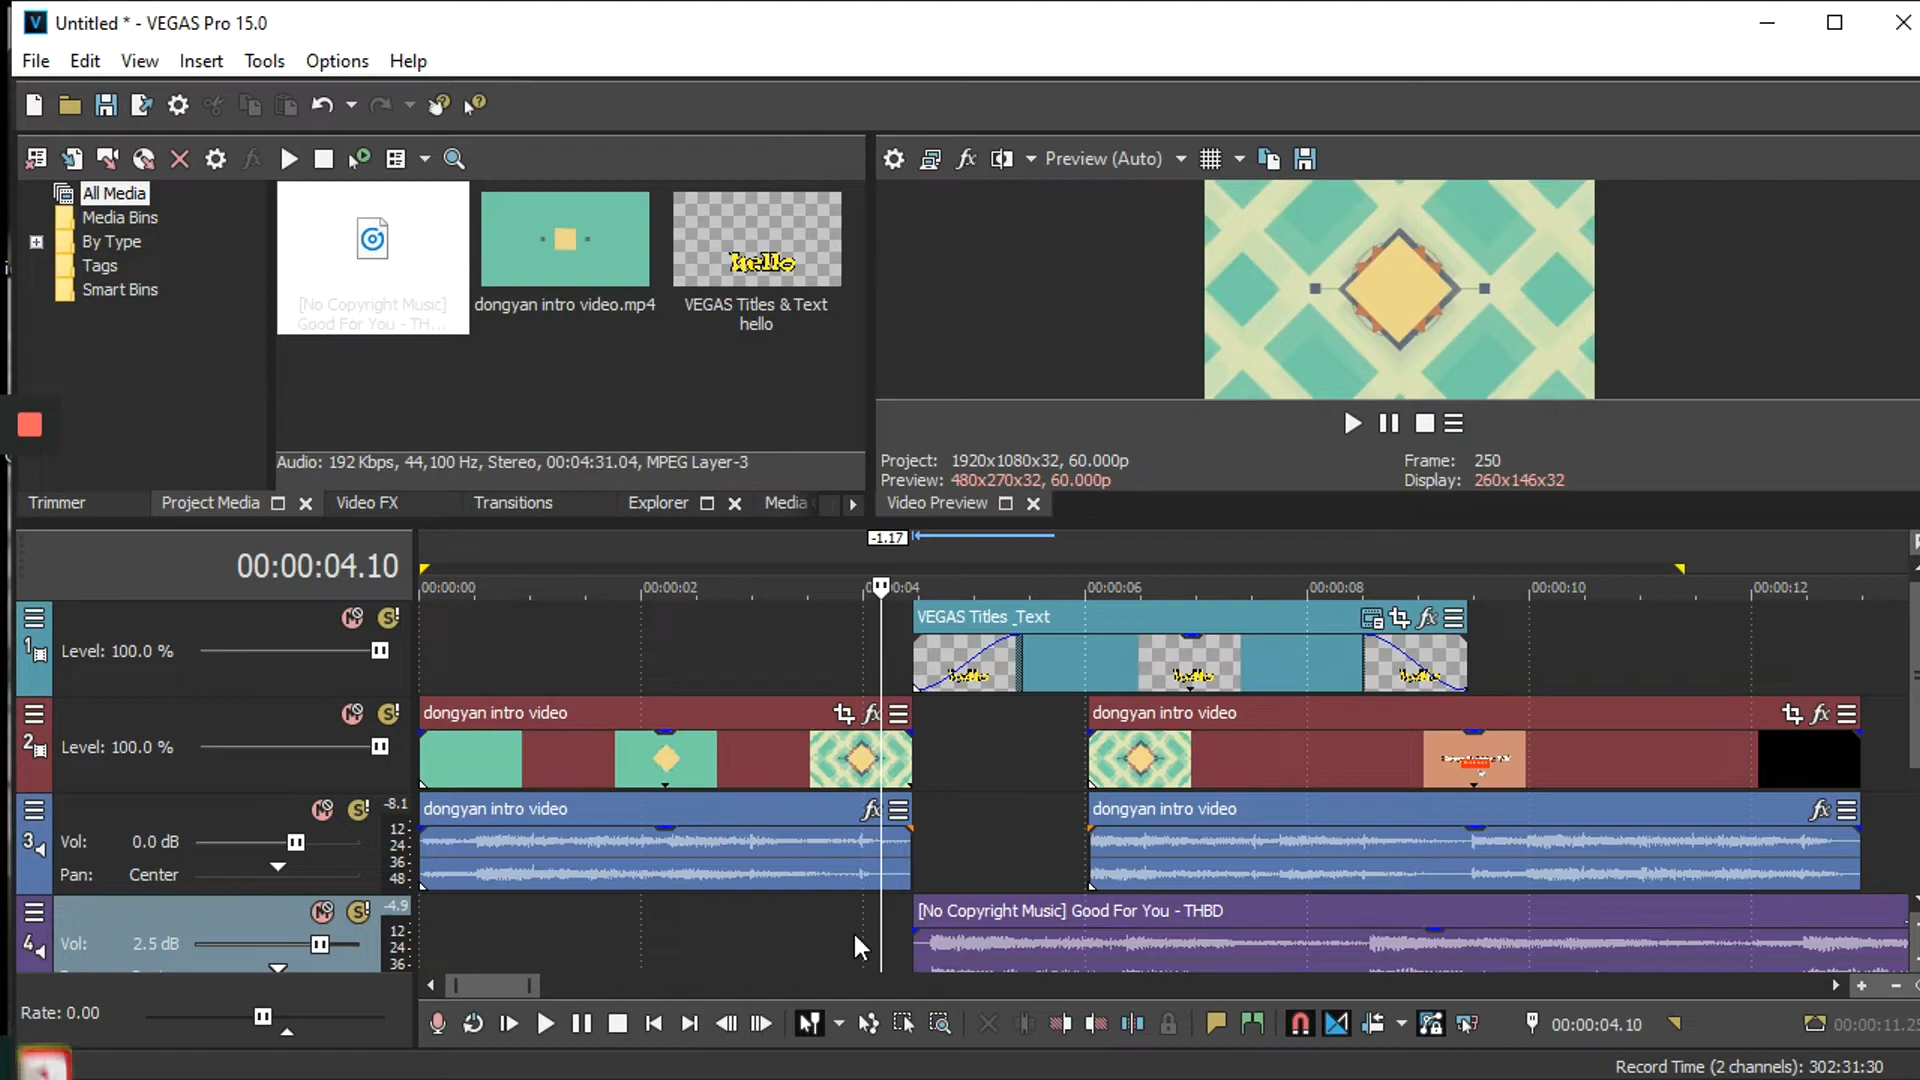 Untitled * - VEGAS Pro 15.0
File Edit View Insert Tools Options Help
Preview (Auto)
All Media
Media Bins
By Type
Tags
Smart Bins
hello
[No Copyright Music]
Good For You - TH...
dongyan intro video.mp4
VEGAS Titles & Text
hello
Audio: 192 Kbps, 44,100 Hz, Stereo, 00:04:31.04, MPEG Layer-3
Project: 1920x1080x32, 60.000p
Preview: 480x270x32, 60.000p
Frame: 250
Display: 260x146x32
Trimmer Project Media Video FX Transitions Explorer Media
Video Preview
-1.17
00:00:04.10
00:00:00 00:00:02 0:04 00:00:06 00:00:08 00:00:10 00:00:12
1
Level: 100.0 %
VEGAS Titles _Text
hello hello hello
2
Level: 100.0 %
dongyan intro video
dongyan intro video
3
Vol: 0.0 dB
Pan: Center
-8.1
12-
24-
36-
48-
dongyan intro video
dongyan intro video
4
Vol: 2.5 dB
-4.9
12-
24-
36-
[No Copyright Music] Good For You - THBD
Rate: 0.00
00:00:04.10
00:00:11.25
Record Time (2 channels): 302:31:30